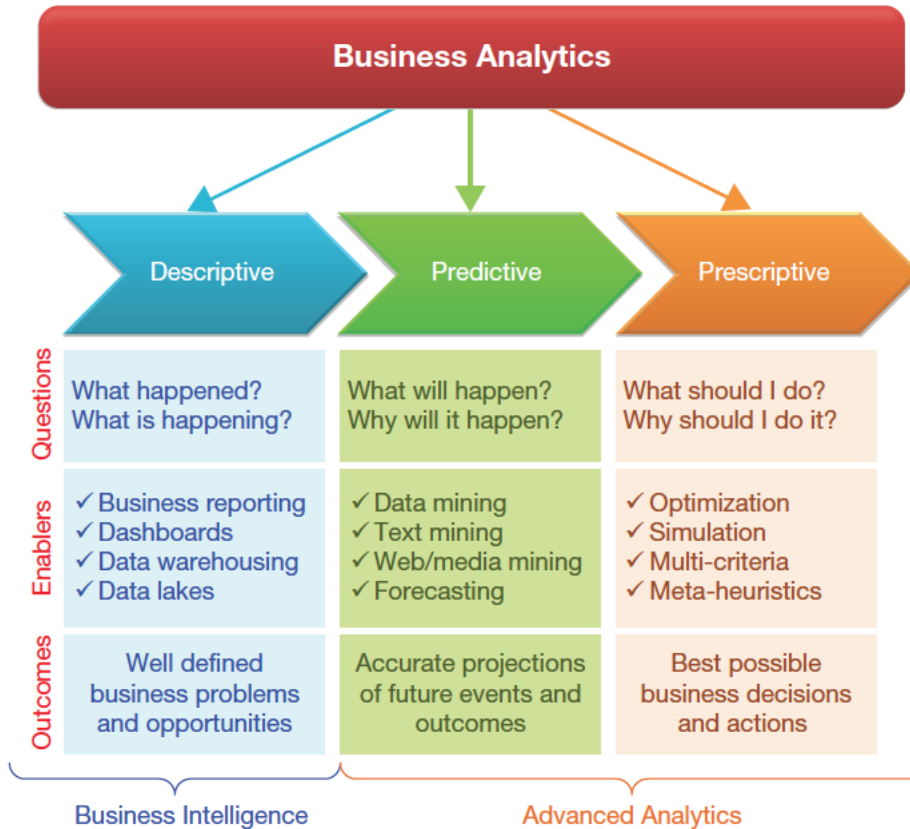 Business Analytics
Descriptive
Predictive
Prescriptive
Questions
What happened?
What is happening?
What will happen?
Why will it happen?
What should I do?
Why should I do it?
Enablers
✓ Business reporting
✓ Dashboards
✓ Data warehousing
✓ Data lakes
✓ Data mining
✓ Text mining
✓ Web/media mining
✓ Forecasting
✓ Optimization
✓ Simulation
✓ Multi-criteria
✓ Meta-heuristics
Outcomes
Well defined
business problems
and opportunities
Accurate projections
of future events and
outcomes
Best possible
business decisions
and actions
Business Intelligence
Advanced Analytics